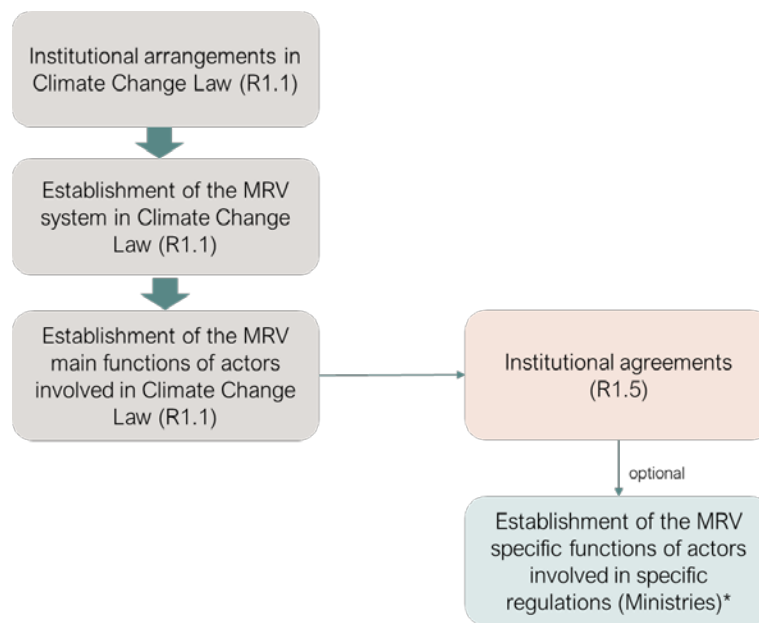 Institutional arrangements in
Climate Change Law (R1.1)
Establishment of the MRV
system in Climate Change
Law (R1.1)
Establishment of the MRV
main functions of actors
involved in Climate Change
Law (R1.1)
Institutional agreements
(R1.5)
optional
Establishment of the MRV
specific functions of actors
involved in specific
regulations (Ministries)*